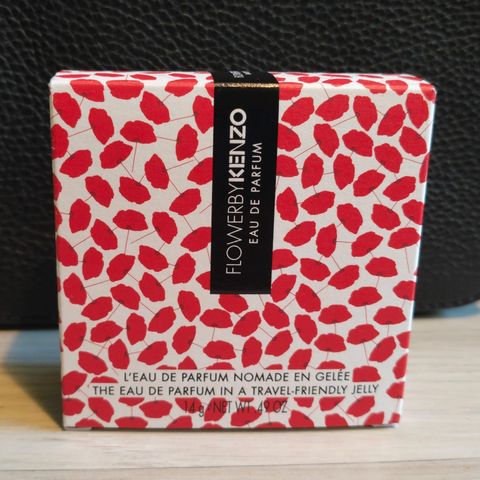 FLOWERBYKENZO
EAU DE PARFUM
L'EAU DE PARFUM NOMADE EN GELÉE
THE EAU DE PARFUM IN A TRAVEL-FRIENDLY JELLY
14 g - NET WT. .49 OZ